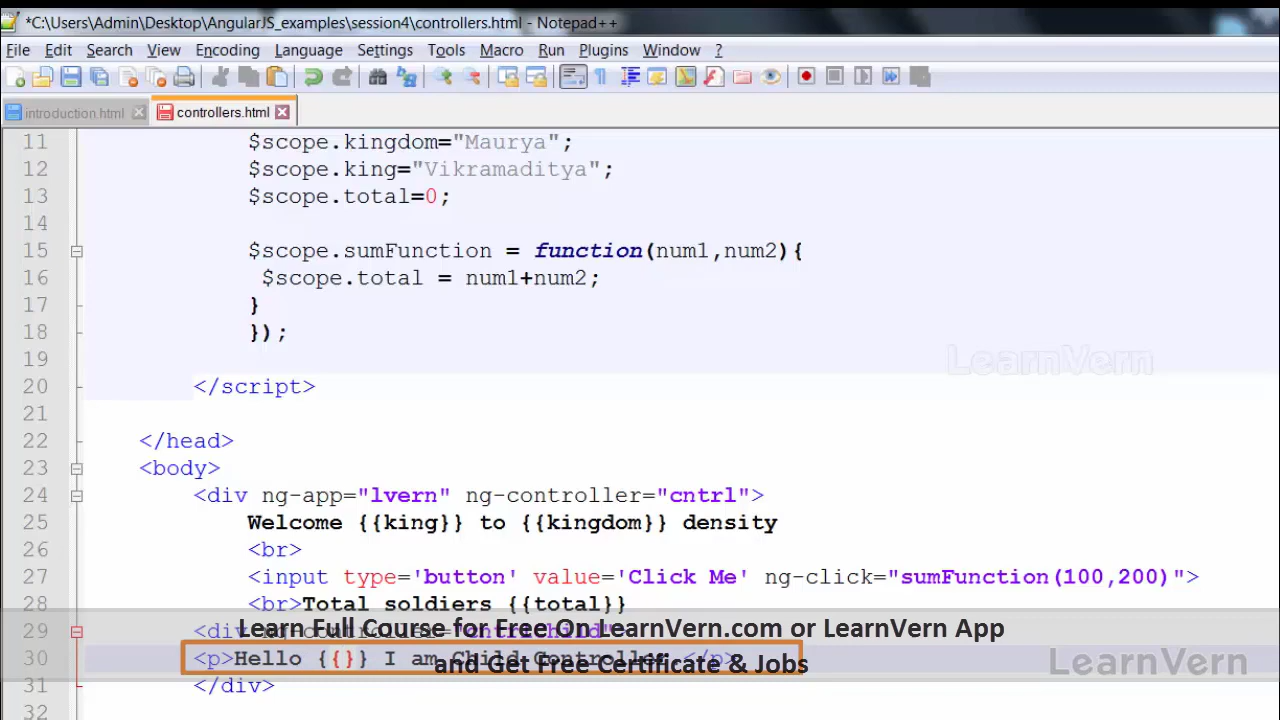 *C:\Users\Admin\Desktop\AngularJS_examples\session4\controllers.html - Notepad++
File Edit Search View Encoding Language Settings Tools Macro Run Plugins Window ?
introduction.html controllers.html
11 $scope.kingdom="Maurya";
12 $scope.king="Vikramaditya";
13 $scope.total=0;
14
15 $scope.sumFunction = function(num1,num2){
16 $scope.total = num1+num2;
17 }
18 });
19
LearnVern
20 </script>
21
22 </head>
23 <body>
24 <div ng-app="lvern" ng-controller="cntrl">
25 Welcome {{king}} to {{kingdom}} density
26 <br>
27 <input type='button' value='Click Me' ng-click="sumFunction(100,200)">
28 <br>Total soldiers {{total}}
29 <div ng-controller=
Learn Full Course for Free On LearnVern.com or LearnVern App
30 <p>Hello {{}} I am Child Controller.</p>
and Get Free Certificate & Jobs
LearnVern
31 </div>
32